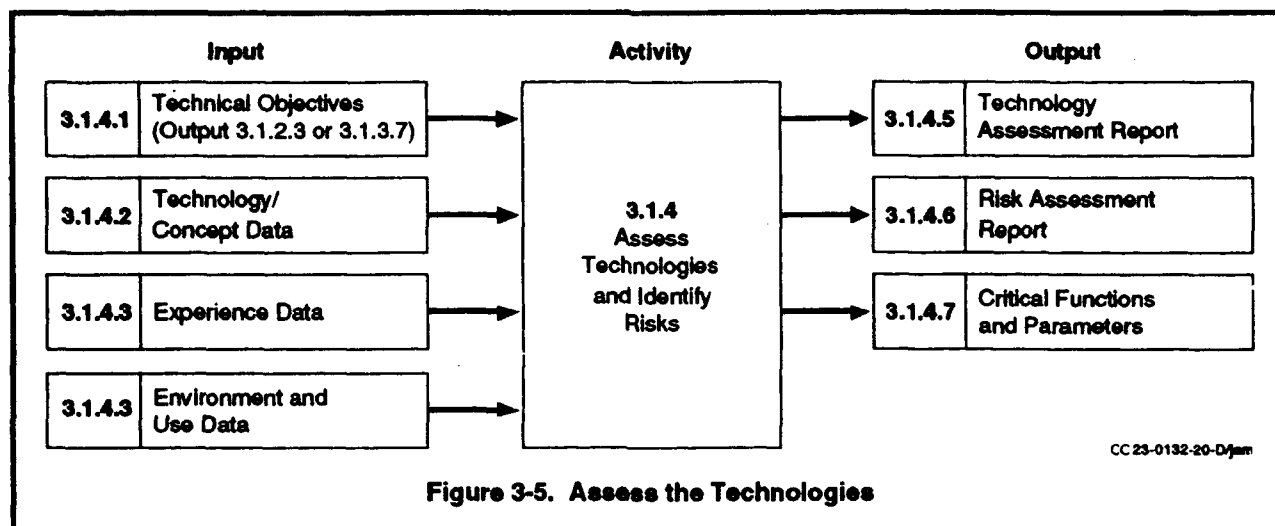 Input
Activity
Output
3.1.4.1
Technical Objectives
(Output 3.1.2.3 or 3.1.3.7)
3.1.4.2
Technology/
Concept Data
3.1.4.3
Experience Data
3.1.4.3
Environment and
Use Data
3.1.4
Assess
Technologies
and Identify
Risks
3.1.4.5
Technology
Assessment Report
3.1.4.6
Risk Assessment
Report
3.1.4.7
Critical Functions
and Parameters
CC 23-0132-20-D/jam
Figure 3-5. Assess the Technologies